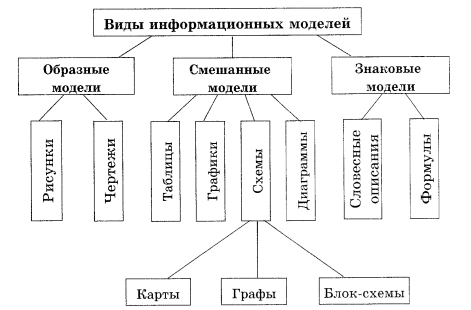 Виды информационных моделей
Образные
модели
Смешанные
модели
Знаковые
модели
Рисунки
Чертежи
Таблицы
Графики
Схемы
Диаграммы
Словесные
описания
Формулы
Карты
Графы
Блок-схемы